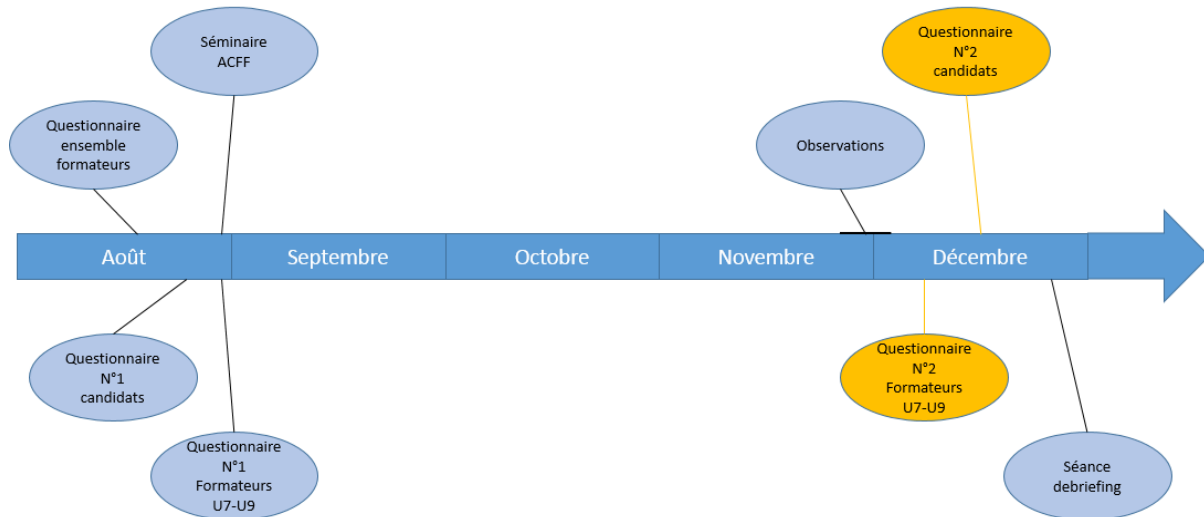 Séminaire
ACFF
Questionnaire
N°2
candidats
Questionnaire
ensemble
formateurs
Observations
Août
Septembre
Octobre
Novembre
Décembre
Questionnaire
N°1
candidats
Questionnaire
N°2
Formateurs
U7-U9
Questionnaire
N°1
Formateurs
U7-U9
Séance
debriefing